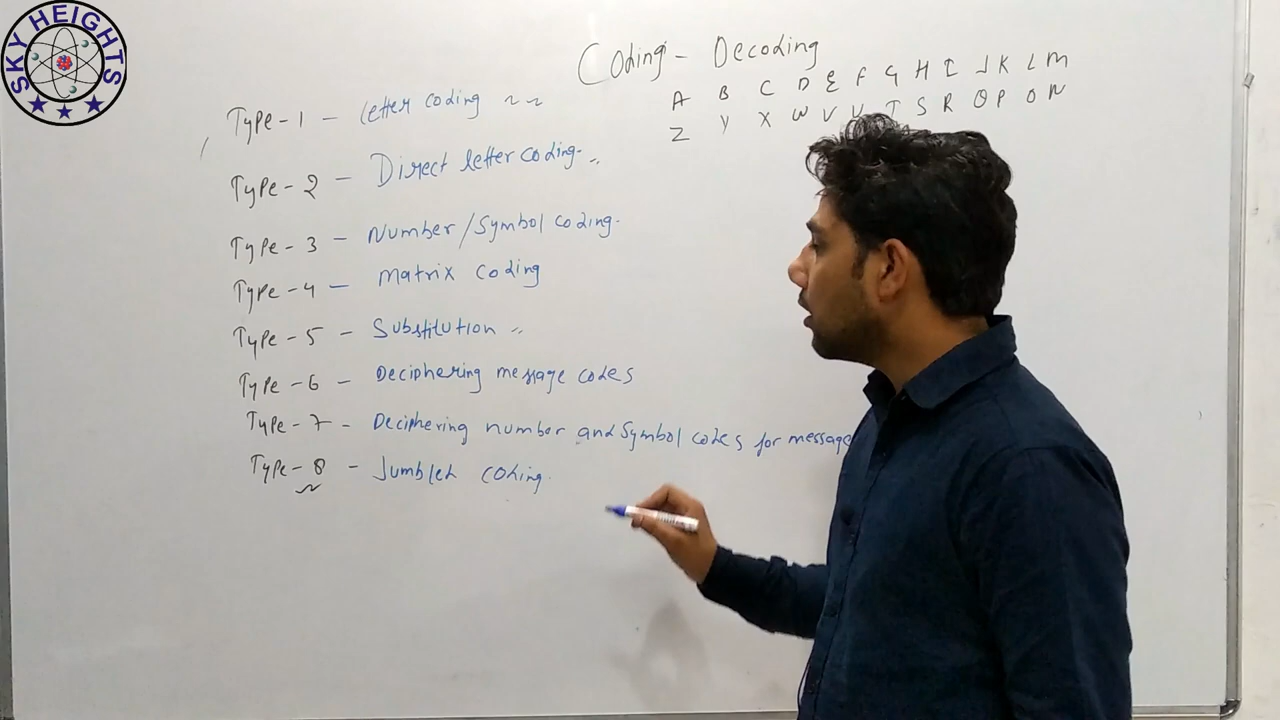 SKY HEIGHTS
Coding - Decoding
A B C D E F G H I J K L M
Z Y X W V U T S R Q P O N
Type-1 - Letter coding
Type-2 - Direct letter coding.
Type-3 - Number/Symbol coding.
Type-4 - Matrix coding
Type-5 - Substitution "
Type-6 - Deciphering message codes
Type-7 - Deciphering number and Symbol codes for message
Type-8 - Jumbled coding.